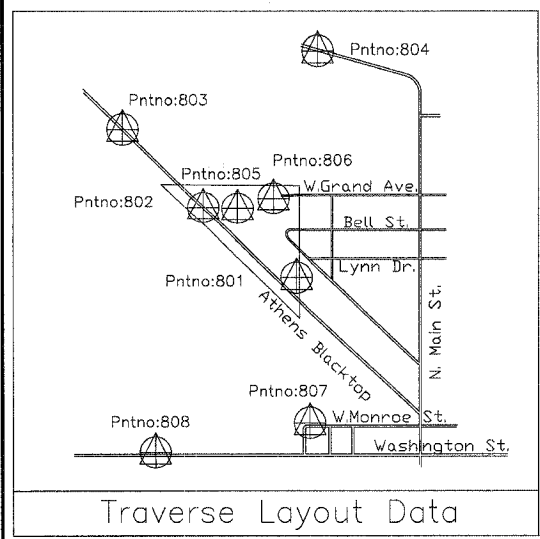 Pntno:804
Pntno:803
Pntno:806
Pntno:805
W.Grand Ave.
Pntno:802
Bell St.
Lynn Dr.
Pntno:801
Athens Blacktop
N. Main St.
Pntno:807
W.Monroe St.
Pntno:808
Washington St.
Traverse Layout Data